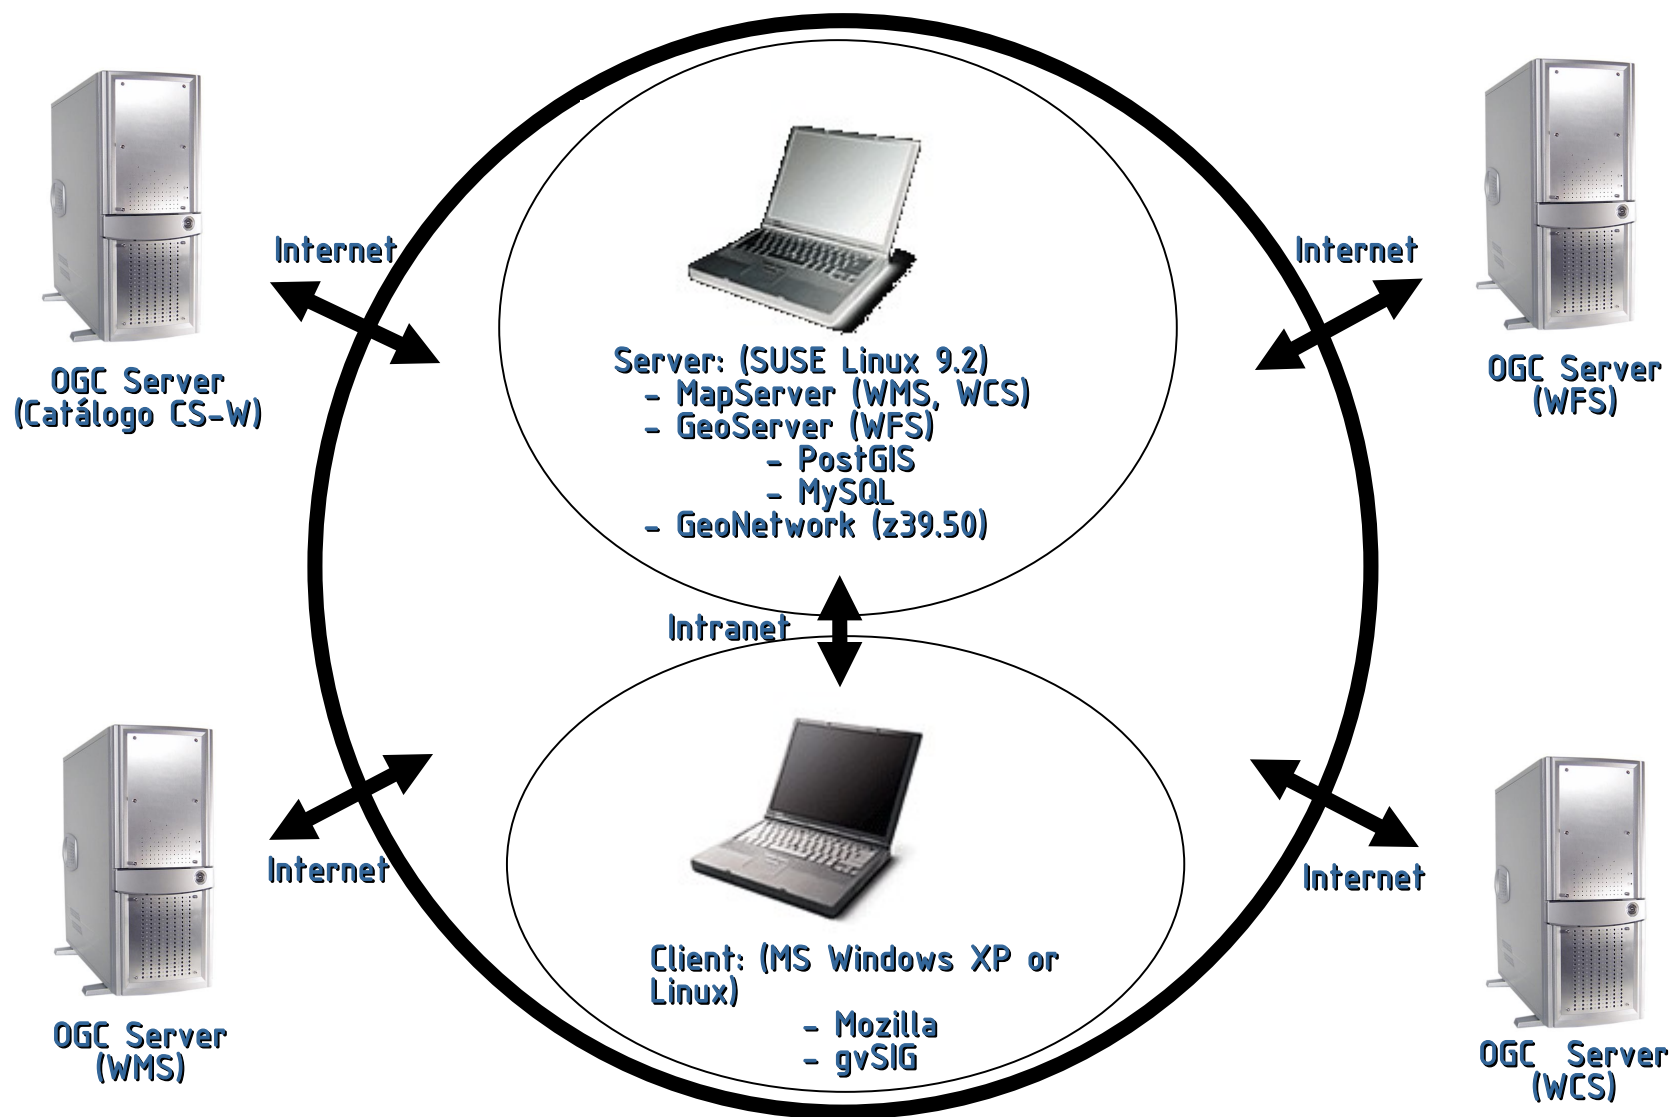 Internet
Internet
OGC Server
(Catálogo CS-W)
OGC Server
(WFS)
Server: (SUSE Linux 9.2)
- MapServer (WMS, WCS)
- GeoServer (WFS)
- PostGIS
- MySQL
- GeoNetwork (z39.50)
Intranet
Internet
Internet
Client: (MS Windows XP or
Linux)
- Mozilla
- gvSIG
OGC Server
(WMS)
OGC Server
(WCS)